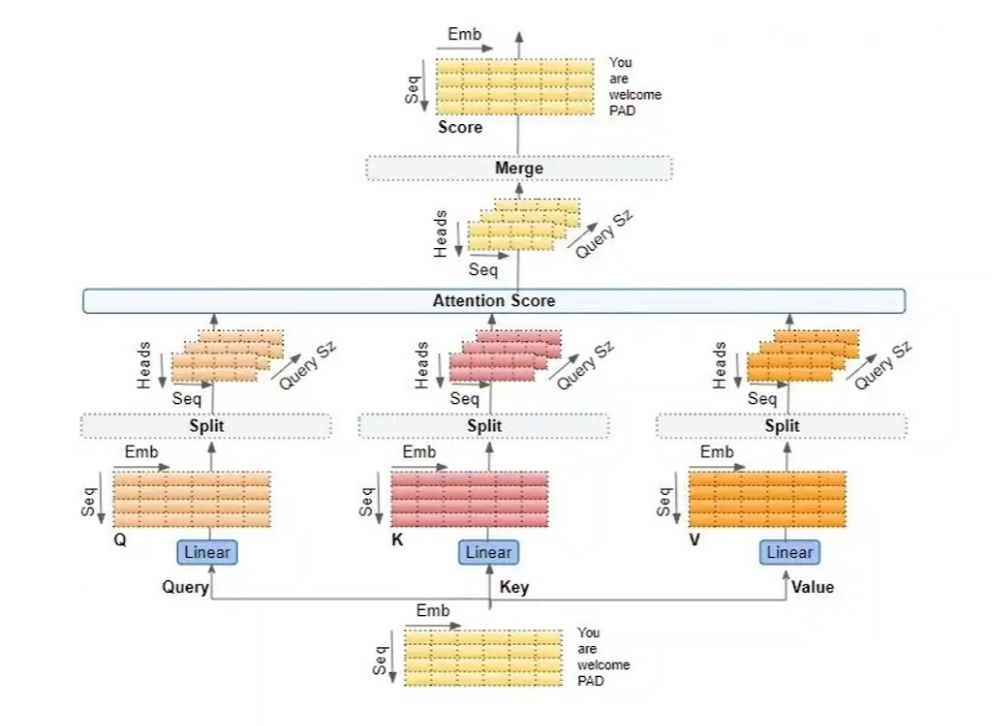 Emb
Seq
You
are
welcome
PAD
Score
Merge
Heads
Query Sz
Seq
Attention Score
Heads
Query Sz
Seq
Heads
Query Sz
Seq
Heads
Query Sz
Seq
Split
Split
Split
Emb
Seq
Emb
Seq
Emb
Seq
Q
K
V
Linear
Linear
Linear
Query
Key
Value
Emb
Seq
You
are
welcome
PAD